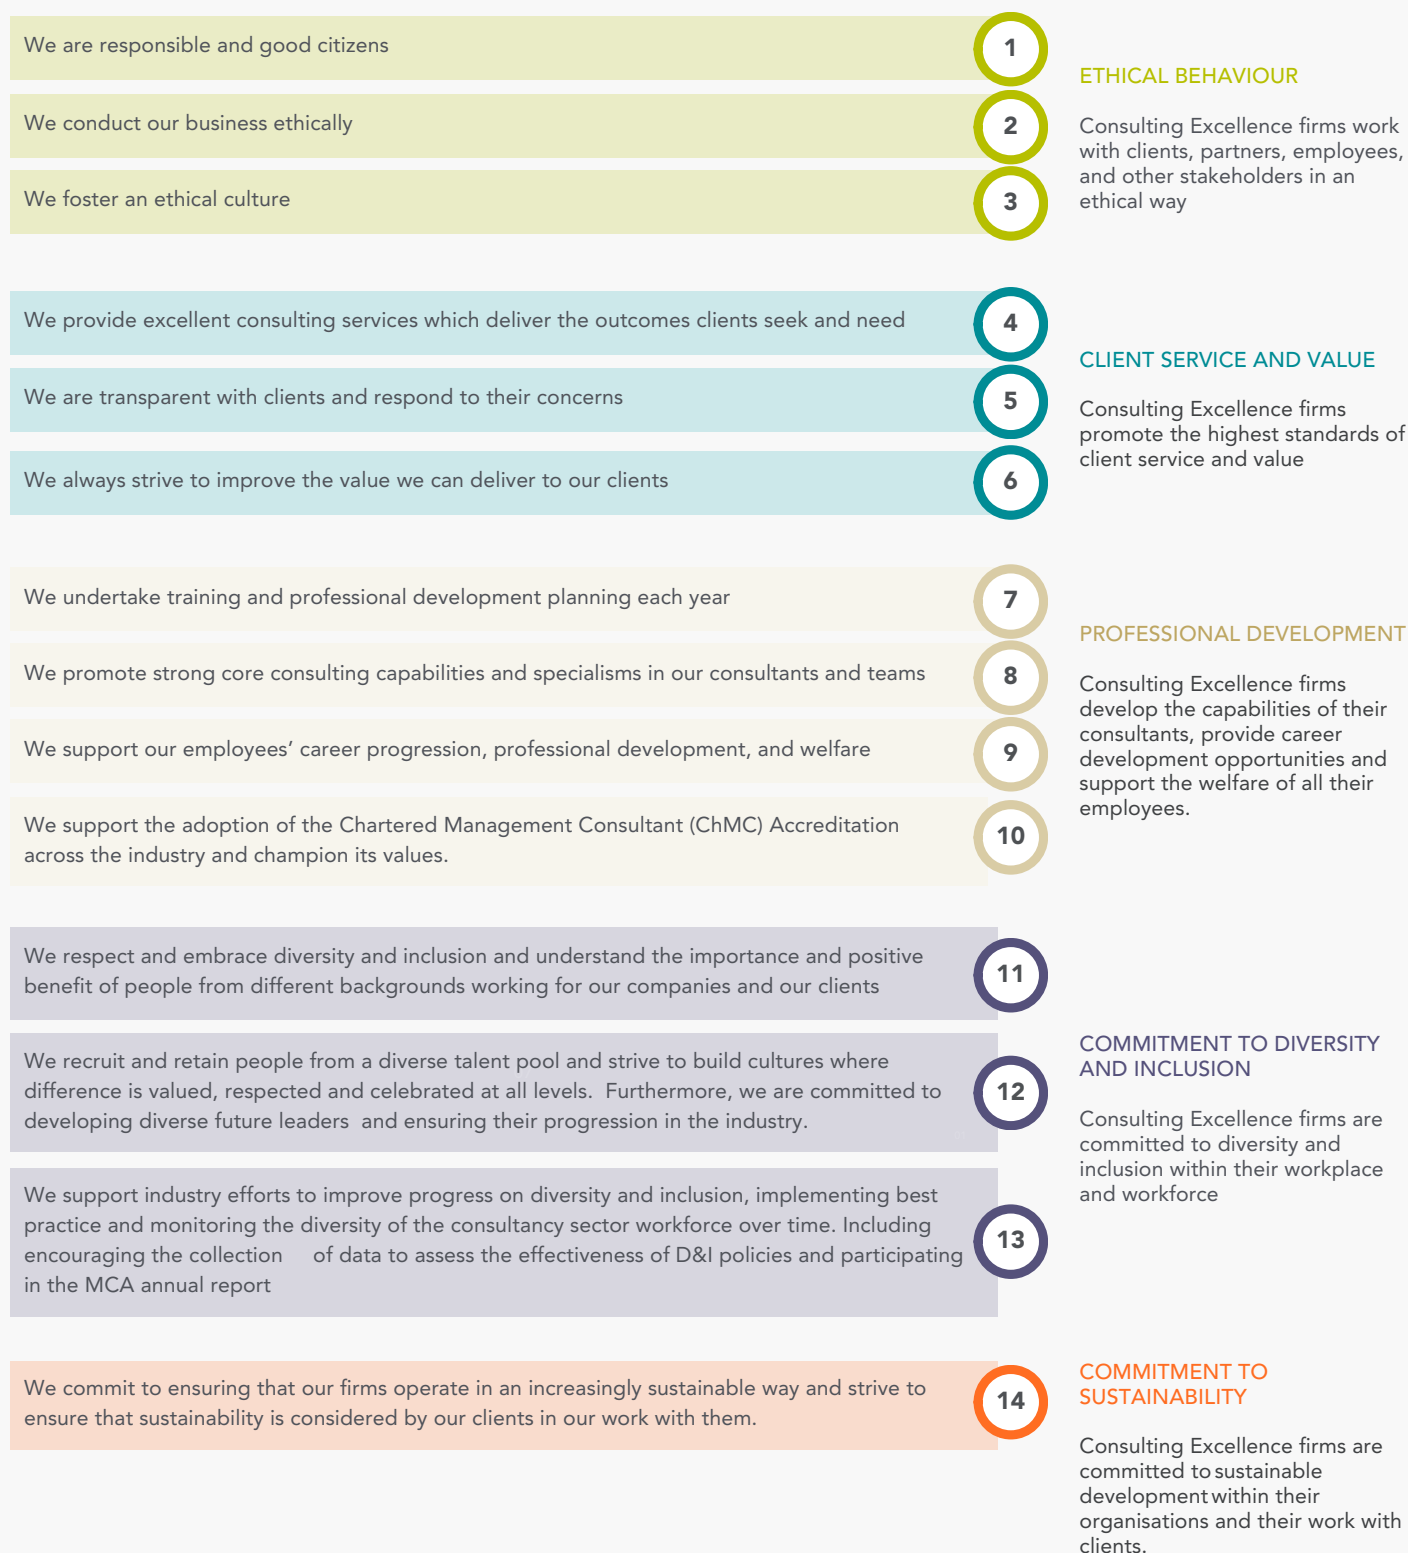 We are responsible and good citizens
1
We conduct our business ethically
2
We foster an ethical culture
3
ETHICAL BEHAVIOUR
Consulting Excellence firms work
with clients, partners, employees,
and other stakeholders in an
ethical way
We provide excellent consulting services which deliver the outcomes clients seek and need
4
We are transparent with clients and respond to their concerns
5
We always strive to improve the value we can deliver to our clients
6
CLIENT SERVICE AND VALUE
Consulting Excellence firms
promote the highest standards of
client service and value
We undertake training and professional development planning each year
7
We promote strong core consulting capabilities and specialisms in our consultants and teams
8
We support our employees’ career progression, professional development, and welfare
9
We support the adoption of the Chartered Management Consultant (ChMC) Accreditation
across the industry and champion its values.
10
PROFESSIONAL DEVELOPMENT
Consulting Excellence firms
develop the capabilities of their
consultants, provide career
development opportunities and
support the welfare of all their
employees.
We respect and embrace diversity and inclusion and understand the importance and positive
benefit of people from different backgrounds working for our companies and our clients
11
We recruit and retain people from a diverse talent pool and strive to build cultures where
difference is valued, respected and celebrated at all levels. Furthermore, we are committed to
developing diverse future leaders and ensuring their progression in the industry.
12
We support industry efforts to improve progress on diversity and inclusion, implementing best
practice and monitoring the diversity of the consultancy sector workforce over time. Including
encouraging the collection of data to assess the effectiveness of D&I policies and participating
in the MCA annual report
13
COMMITMENT TO DIVERSITY
AND INCLUSION
Consulting Excellence firms are
committed to diversity and
inclusion within their workplace
and workforce
We commit to ensuring that our firms operate in an increasingly sustainable way and strive to
ensure that sustainability is considered by our clients in our work with them.
14
COMMITMENT TO
SUSTAINABILITY
Consulting Excellence firms are
committed to sustainable
development within their
organisations and their work with
clients.